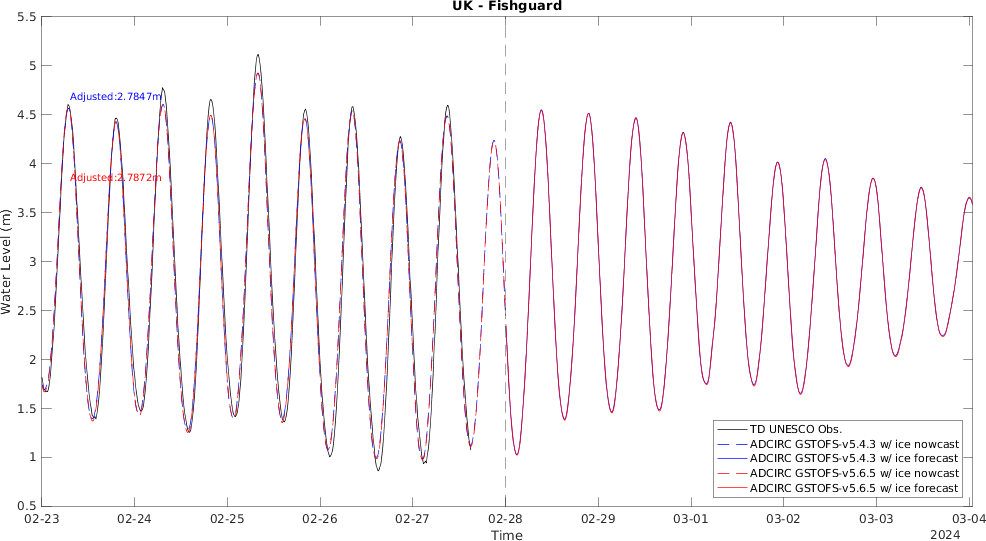 UK - Fishguard
5.5
5
4.5
4
3.5
3
2.5
2
1.5
1
0.5
Water Level (m)
Adjusted:2.7847m
Adjusted:2.7872m
TD UNESCO Obs.
ADCIRC GSTOFS-v5.4.3 w/ ice nowcast
ADCIRC GSTOFS-v5.4.3 w/ ice forecast
ADCIRC GSTOFS-v5.6.5 w/ ice nowcast
ADCIRC GSTOFS-v5.6.5 w/ ice forecast
02-23 02-24 02-25 02-26 02-27 02-28 02-29 03-01 03-02 03-03 03-04
Time
2024